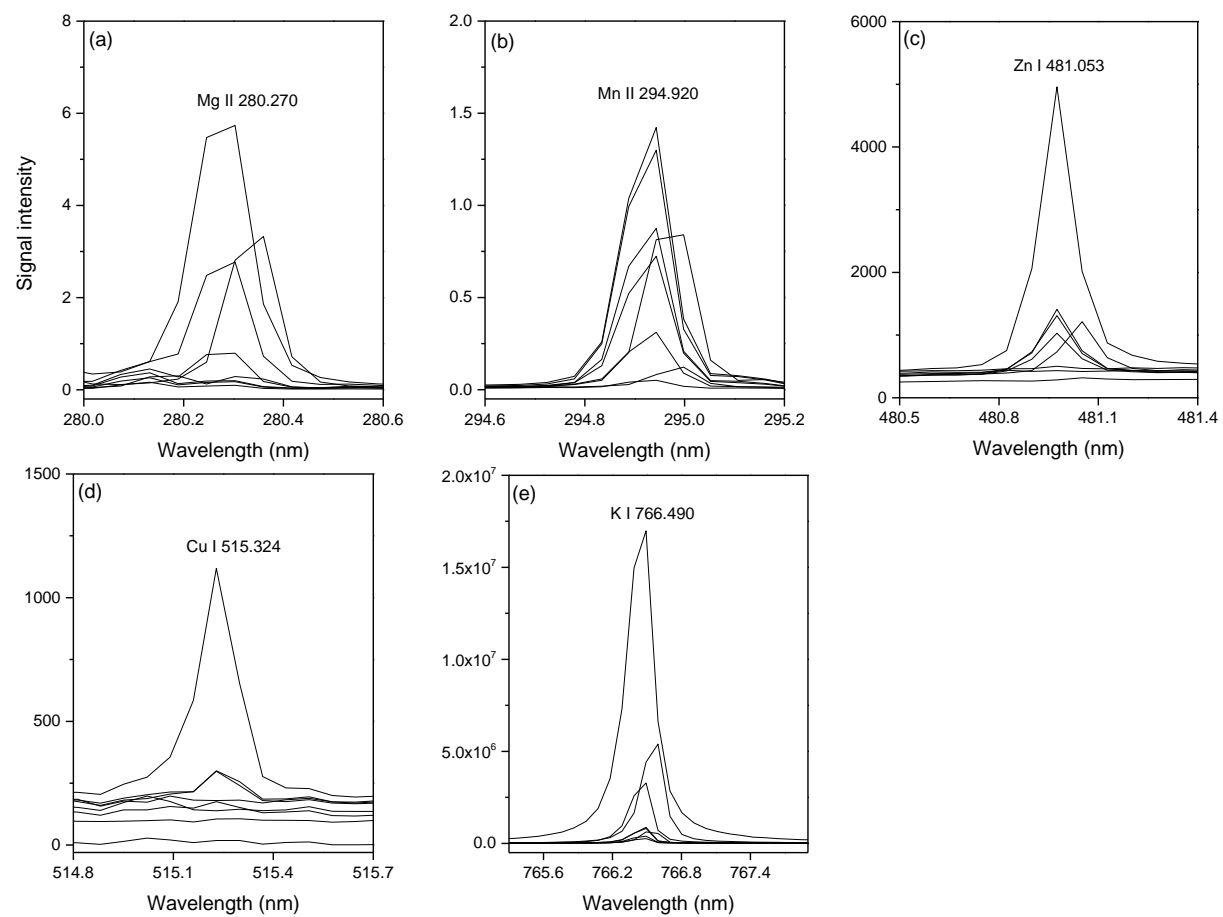 (a)
Mg II 280.270
8
6
4
2
0
280.0 280.2 280.4 280.6
Wavelength (nm)
Signal intensity
(b)
Mn II 294.920
2.0
1.5
1.0
0.5
0.0
294.6 294.8 295.0 295.2
Wavelength (nm)
(c)
Zn I 481.053
6000
4000
2000
0
480.5 480.8 481.1 481.4
Wavelength (nm)
(d)
Cu I 515.324
1500
1000
500
0
514.8 515.1 515.4 515.7
Wavelength (nm)
(e)
K I 766.490
2.0x10⁷
1.5x10⁷
1.0x10⁷
5.0x10⁶
0.0
765.6 766.2 766.8 767.4
Wavelength (nm)